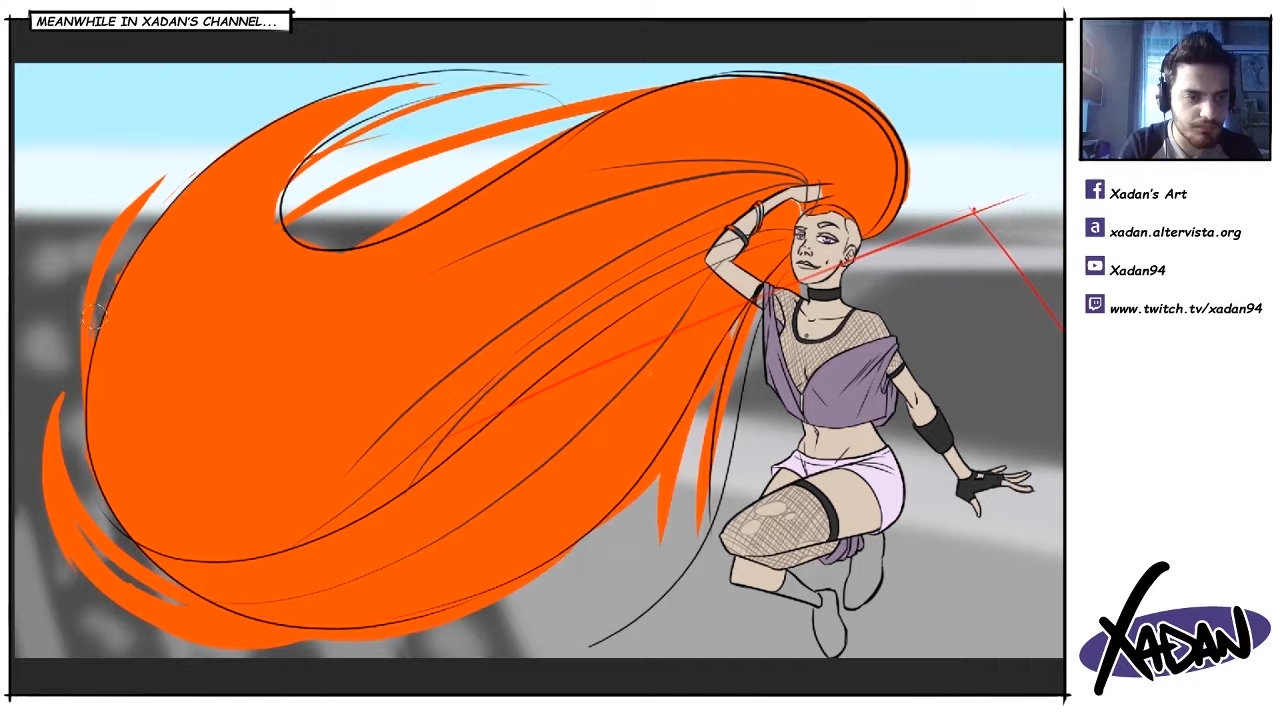 MEANWHILE IN XADAN'S CHANNEL...
Xadan's Art
a xadan.altervista.org
Xadan94
www.twitch.tv/xadan94
XADAN